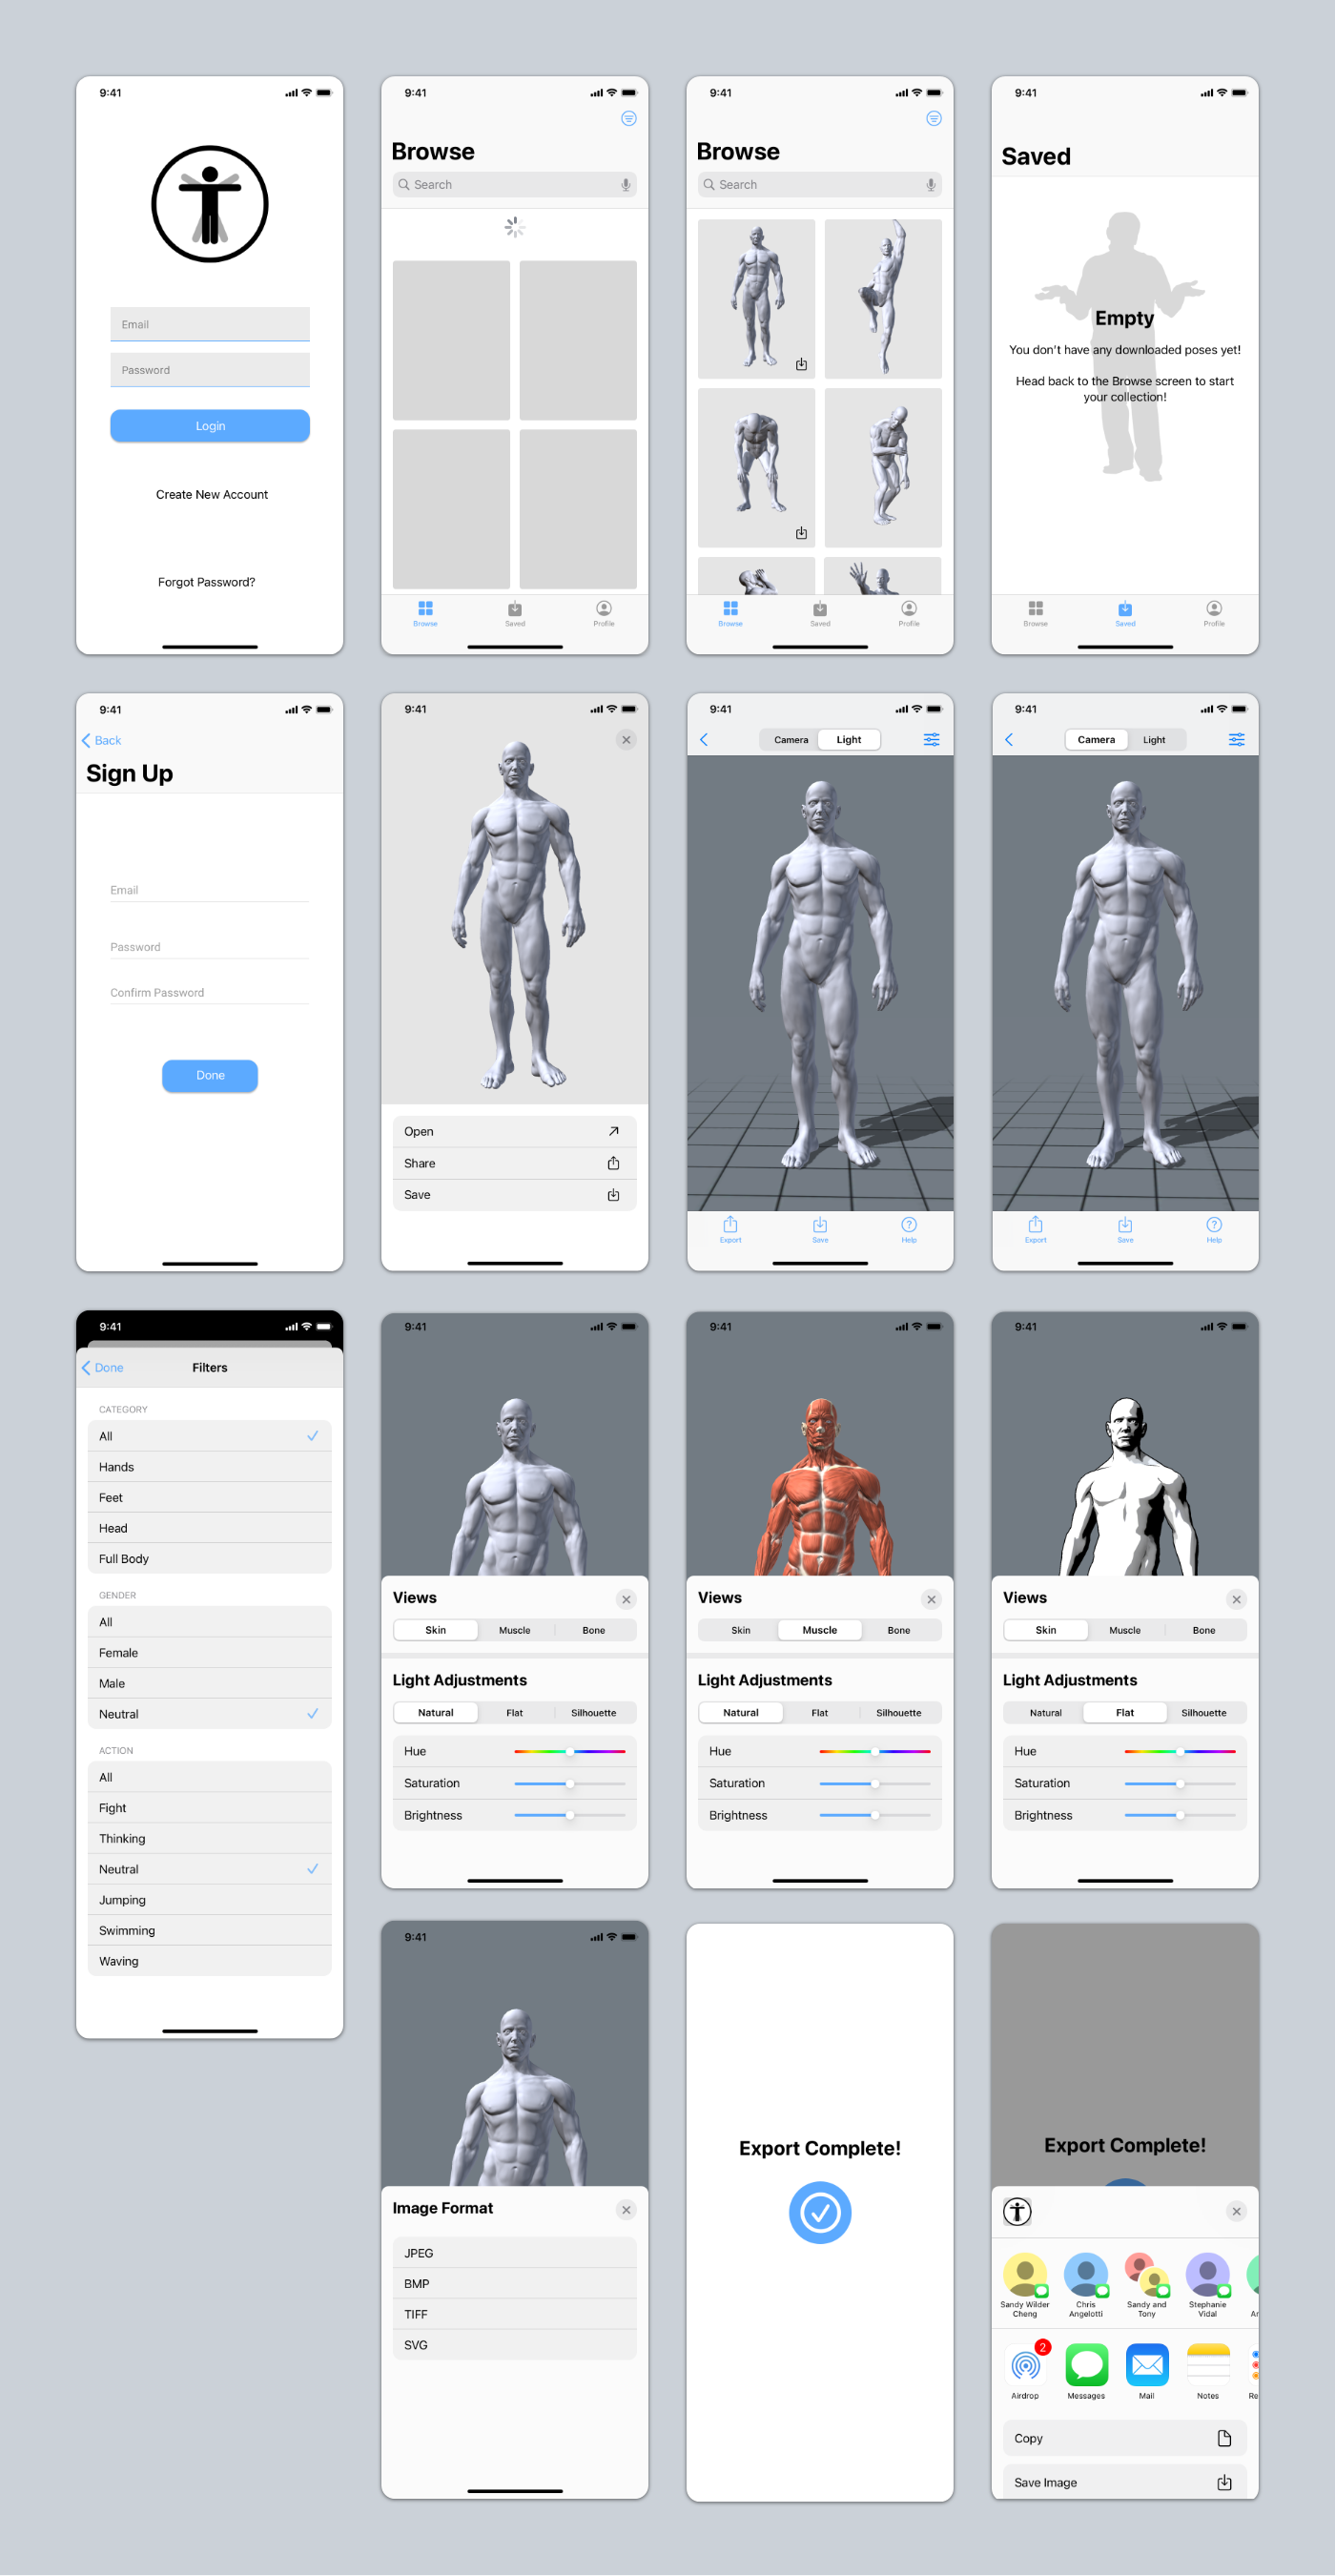 9:41
Email
Password
Login
Create New Account
Forgot Password?
9:41
Browse
Search
Browse
Saved
Profile
9:41
Browse
Search
Browse
Saved
Profile
9:41
Saved
Empty
You don't have any downloaded poses yet!
Head back to the Browse screen to start
your collection!
Browse
Saved
Profile
9:41
Back
Sign Up
Email
Password
Confirm Password
Done
9:41
Open
Share
Save
9:41
Camera
Light
Export
Save
Help
9:41
Camera
Light
Export
Save
Help
9:41
Done
Filters
CATEGORY
All
Hands
Feet
Head
Full Body
GENDER
All
Female
Male
Neutral
ACTION
All
Fight
Thinking
Neutral
Jumping
Swimming
Waving
9:41
Views
Skin
Muscle
Bone
Light Adjustments
Natural
Flat
Silhouette
Hue
Saturation
Brightness
9:41
Views
Skin
Muscle
Bone
Light Adjustments
Natural
Flat
Silhouette
Hue
Saturation
Brightness
9:41
Views
Skin
Muscle
Bone
Light Adjustments
Natural
Flat
Silhouette
Hue
Saturation
Brightness
9:41
Image Format
JPEG
BMP
TIFF
SVG
Export Complete!
Export Complete!
Sandy Wilder
Cheng
Chris
Angelotti
Sandy and
Tony
Stephanie
Vidal
Ar
2
Airdrop
Messages
Mail
Notes
Re
Copy
Save Image